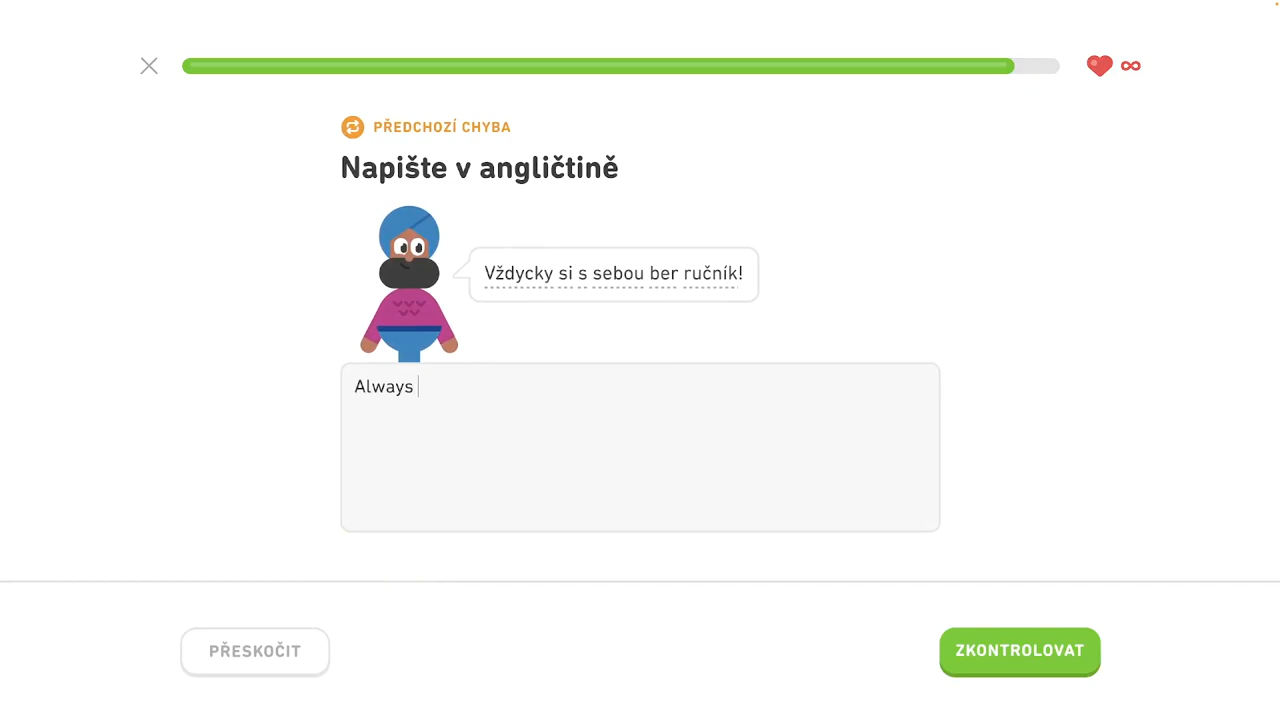 ∞
PŘEDCHOZÍ CHYBA
Napište v angličtině
Vždycky si s sebou ber ručník!
Always
PŘESKOČIT
ZKONTROLOVAT